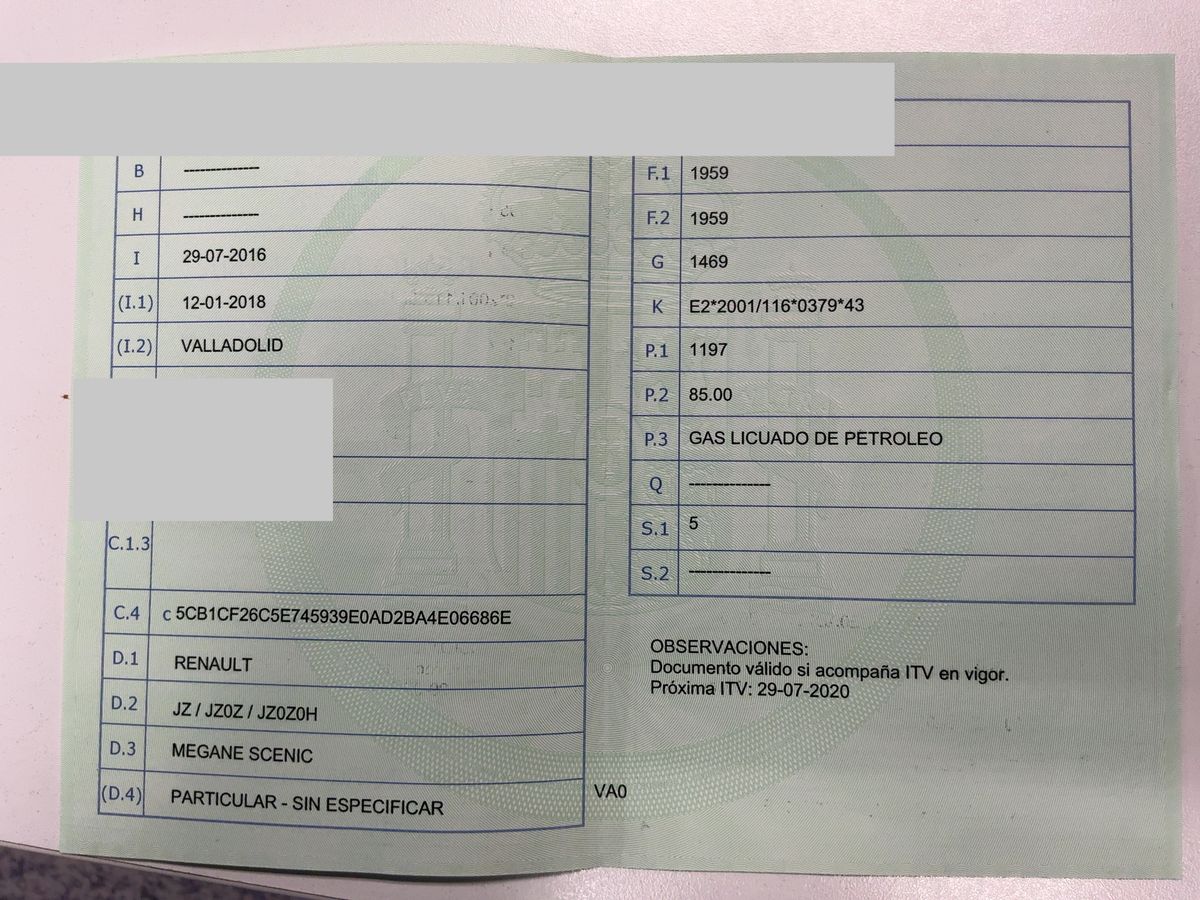 B --------------
H --------------
I 29-07-2016
(I.1) 12-01-2018
(I.2) VALLADOLID
C.1.3
C.4 c 5CB1CF26C5E745939E0AD2BA4E06686E
D.1 RENAULT
D.2 JZ / JZ0Z / JZ0Z0H
D.3 MEGANE SCENIC
(D.4) PARTICULAR - SIN ESPECIFICAR
F.1 1959
F.2 1959
G 1469
K E2*2001/116*0379*43
P.1 1197
P.2 85.00
P.3 GAS LICUADO DE PETROLEO
Q --------------
S.1 5
S.2 --------------
OBSERVACIONES:
Documento válido si acompaña ITV en vigor.
Próxima ITV: 29-07-2020
VA0